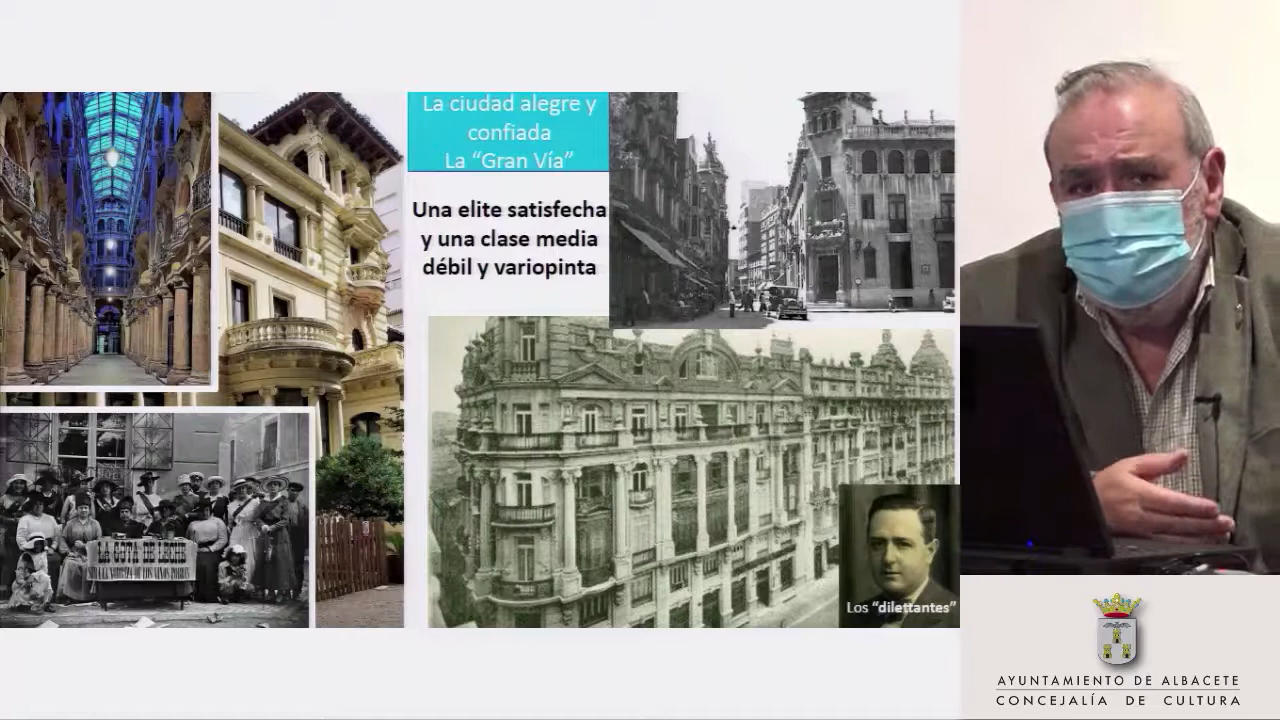 La ciudad alegre y
confiada
La “Gran Vía”
Una elite satisfecha
y una clase media
débil y variopinta
LA GOTA DE LECHE
Los “dilettantes”
AYUNTAMIENTO DE ALBACETE
CONCEJALÍA DE CULTURA